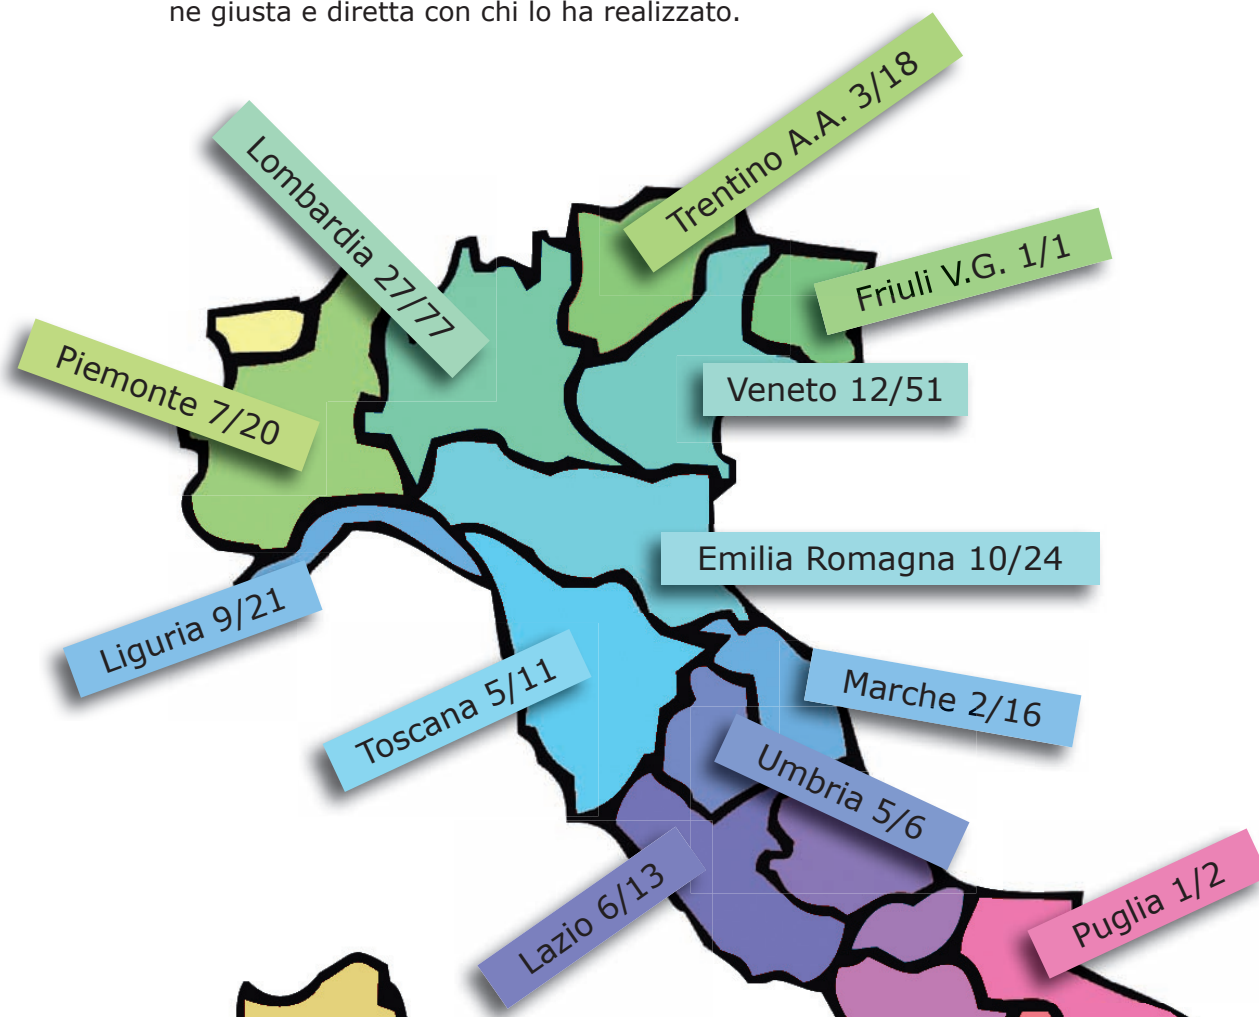 ne giusta e diretta con chi lo ha realizzato.
Trentino A.A. 3/18
Lombardia 27/77
Friuli V.G. 1/1
Piemonte 7/20
Veneto 12/51
Emilia Romagna 10/24
Liguria 9/21
Toscana 5/11
Marche 2/16
Umbria 5/6
Lazio 6/13
Puglia 1/2